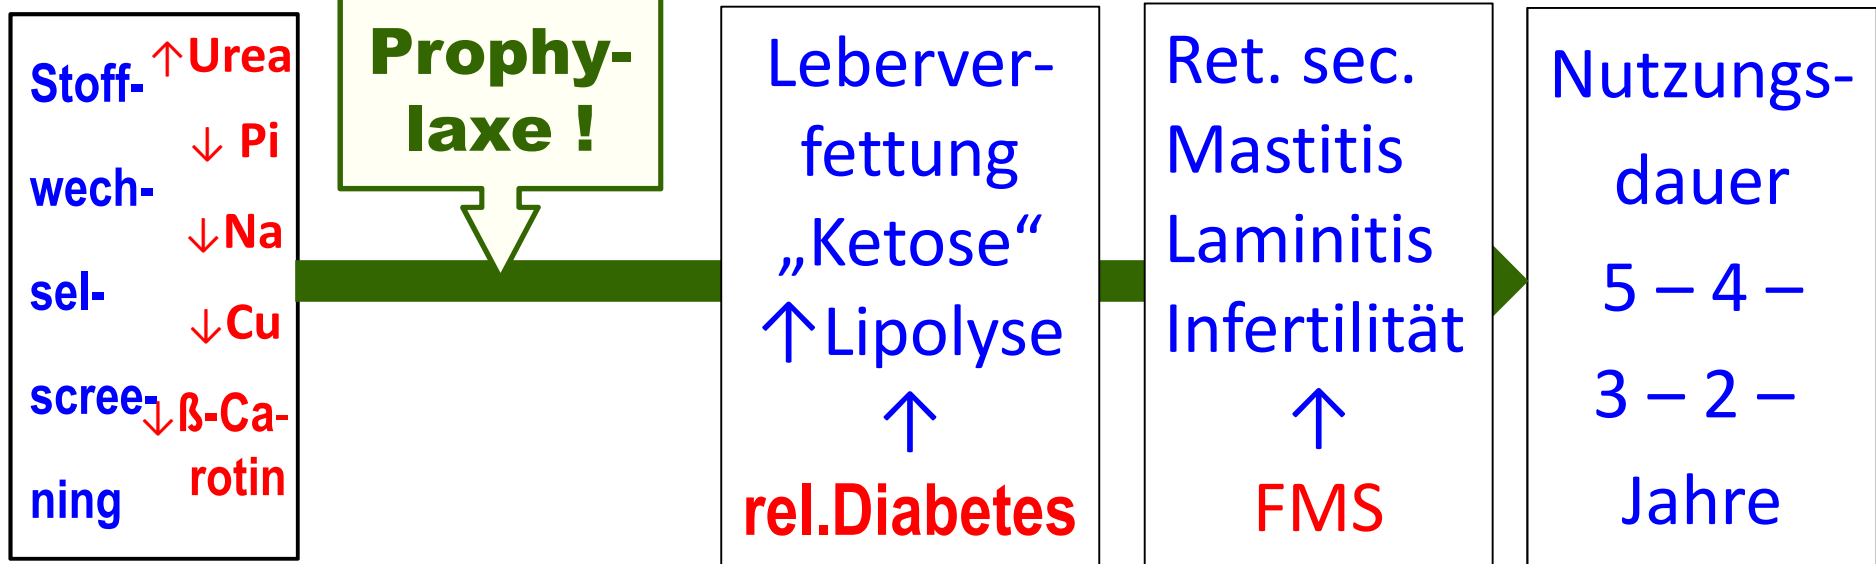 Stoff-
wech-
sel-
scree-
ning
↑Urea
↓ Pi
↓Na
↓Cu
↓ß-Ca-
rotin
Prophy-
laxe !
Leberver-
fettung
„Ketose“
↑Lipolyse
↑
rel.Diabetes
Ret. sec.
Mastitis
Laminitis
Infertilität
↑
FMS
Nutzungs-
dauer
5 – 4 –
3 – 2 –
Jahre